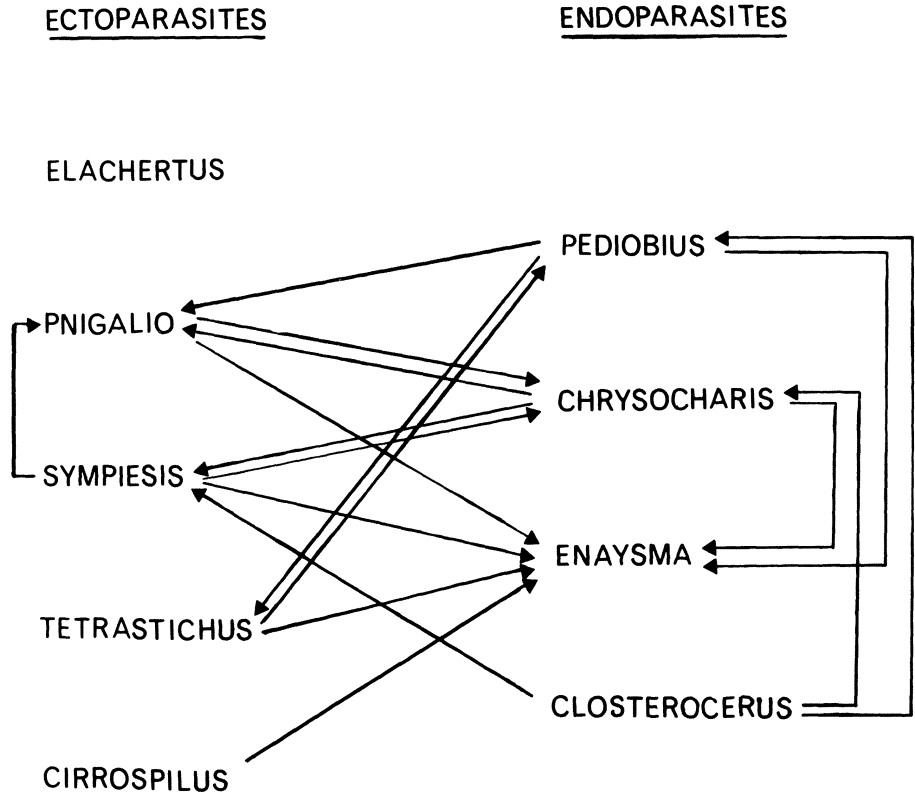 ECTOPARASITES
ENDOPARASITES
ELACHERTUS
PEDIOBIUS
PNIGALIO
CHRYSOCHARIS
SYMPIESIS
ENAYSMA
TETRASTICHUS
CLOSTEROCERUS
CIRROSPILUS